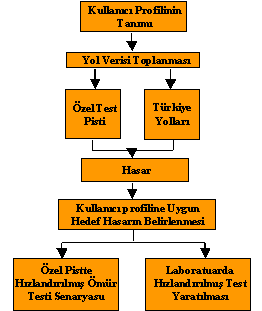 Kullanıcı Profilinin
Tanımı
Yol Verisi Toplanması
Özel Test
Pisti
Türkiye
Yolları
Hasar
Kullanıcı profiline Uygun
Hedef Hasarın Belirlenmesi
Özel Pistte
Hızlandırılmış Ömür
Testi Senaryosu
Laboratuarda
Hızlandırılmış Test
Yaratılması